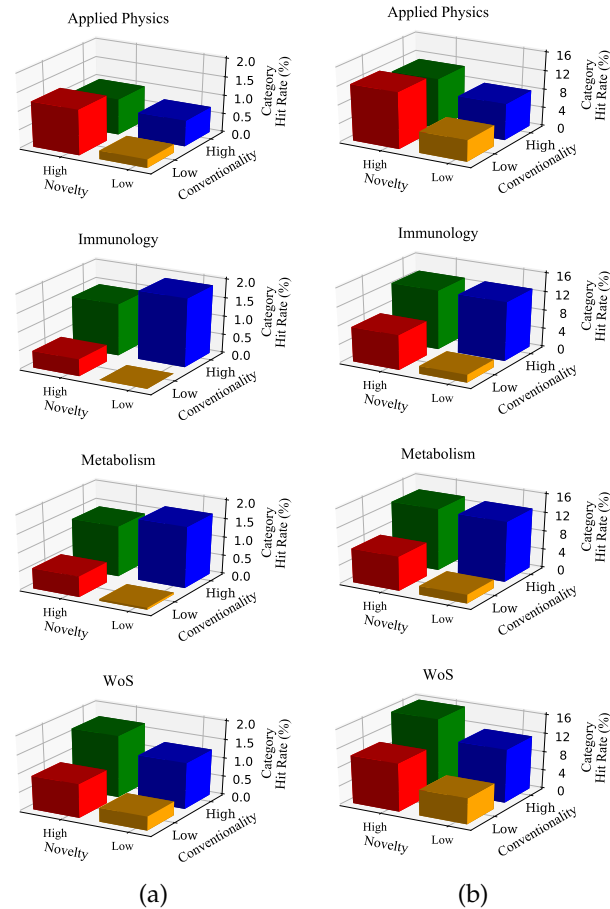 Applied Physics
2.0
1.5
1.0
0.5
0.0
Category
Hit Rate (%)
High
Low
Novelty
Low
High
Conventionality
Applied Physics
16
12
8
4
0
Category
Hit Rate (%)
High
Low
Novelty
Low
High
Conventionality
Immunology
2.0
1.5
1.0
0.5
0.0
Category
Hit Rate (%)
High
Low
Novelty
Low
High
Conventionality
Immunology
16
12
8
4
0
Category
Hit Rate (%)
High
Low
Novelty
Low
High
Conventionality
Metabolism
2.0
1.5
1.0
0.5
0.0
Category
Hit Rate (%)
High
Low
Novelty
Low
High
Conventionality
Metabolism
16
12
8
4
0
Category
Hit Rate (%)
High
Low
Novelty
Low
High
Conventionality
WoS
2.0
1.5
1.0
0.5
0.0
Category
Hit Rate (%)
High
Low
Novelty
Low
High
Conventionality
WoS
16
12
8
4
0
Category
Hit Rate (%)
High
Low
Novelty
Low
High
Conventionality
(a)
(b)